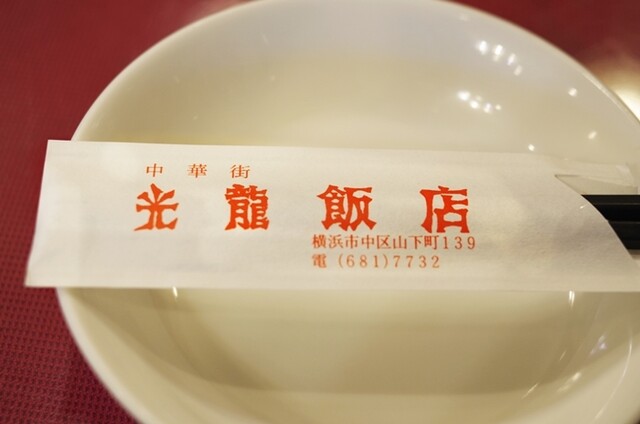 中華街
光龍飯店
横浜市中区山下町139
電(681)7732